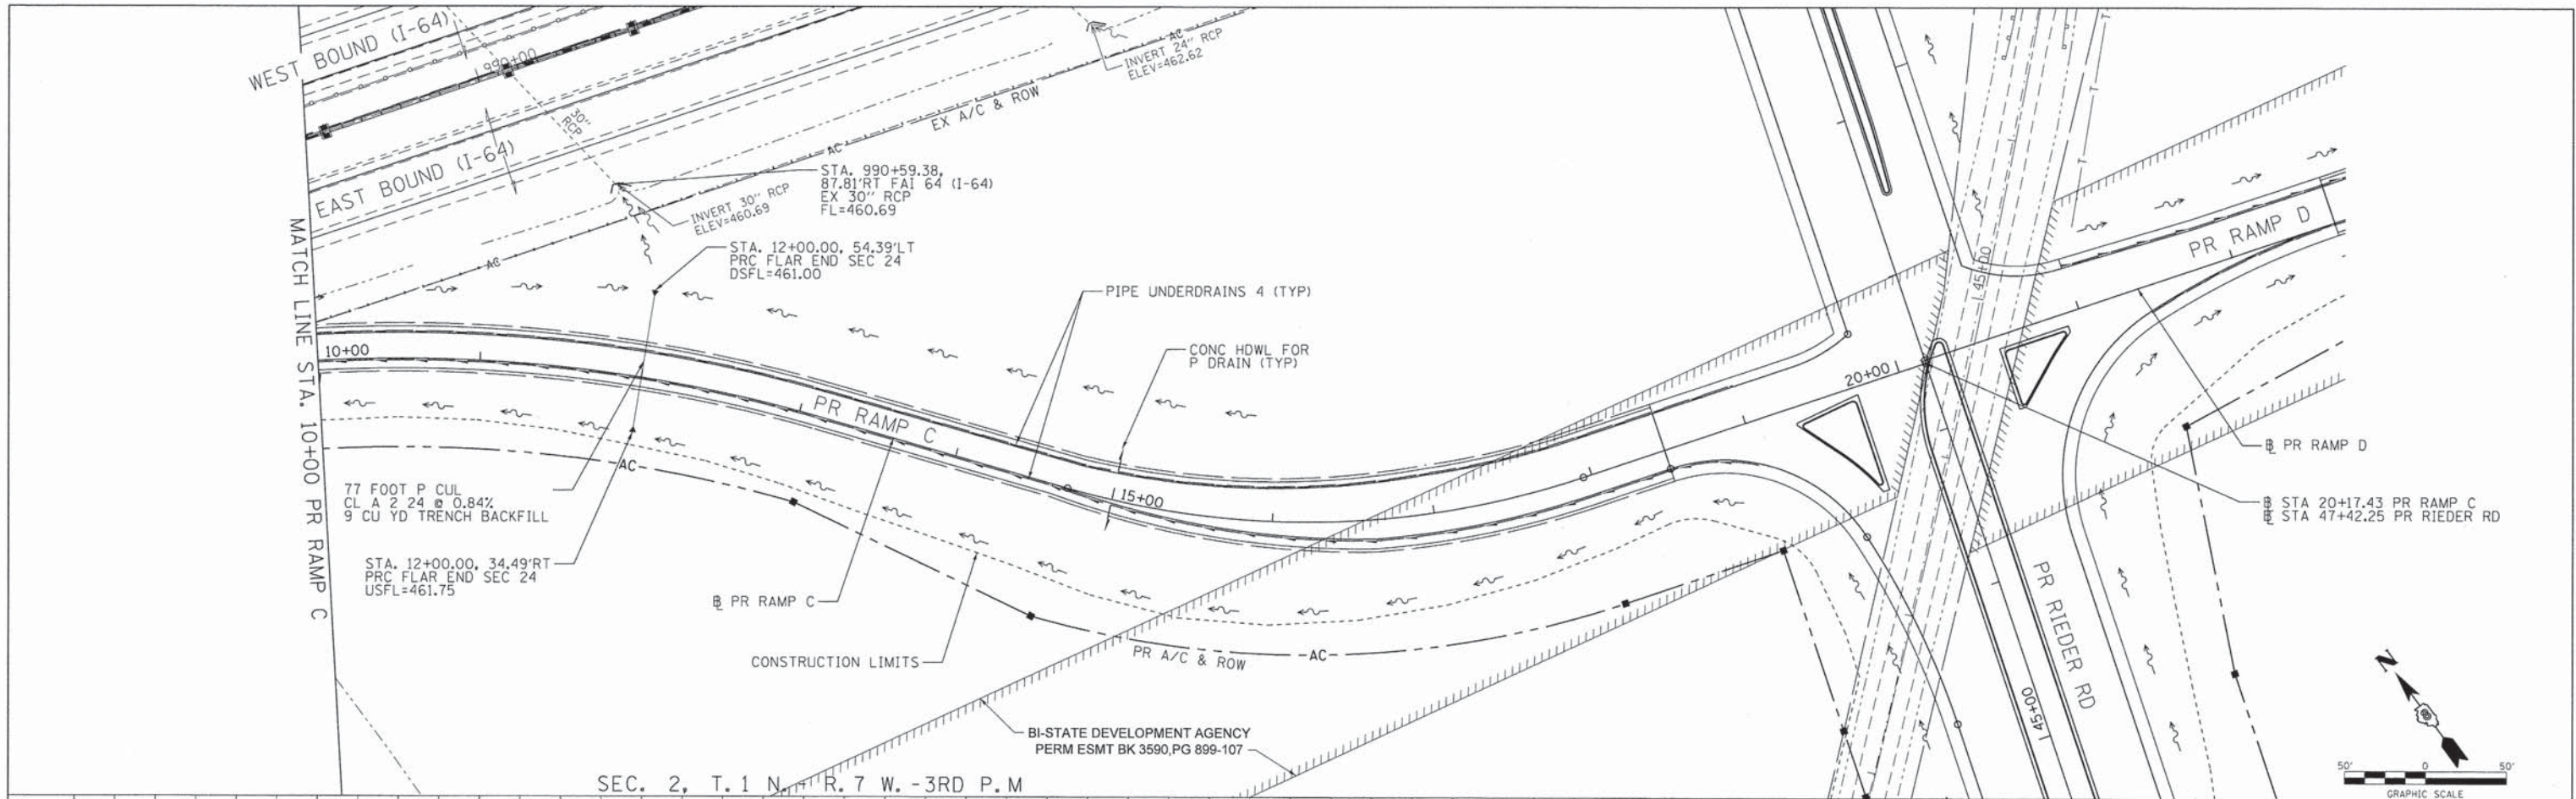 WEST BOUND (I-64)
990+00
30"
RCP
EAST BOUND (I-64)
INVERT 24" RCP
ELEV=462.62
AC
EX A/C & ROW
AC
AC
INVERT 30" RCP
ELEV=460.69
STA. 990+59.38,
87.81'RT FAI 64 (I-64)
EX 30" RCP
FL=460.69
STA. 12+00.00, 54.39'LT
PRC FLAR END SEC 24
DSFL=461.00
MATCH LINE STA. 10+00 PR RAMP C
10+00
PIPE UNDERDRAINS 4 (TYP)
CONC HDWL FOR
P DRAIN (TYP)
PR RAMP C
15+00
20+00
AC
77 FOOT P CUL
CL A 2 24 @ 0.84%
9 CU YD TRENCH BACKFILL
STA. 12+00.00, 34.49'RT
PRC FLAR END SEC 24
USFL=461.75
B PR RAMP C
CONSTRUCTION LIMITS
PR A/C & ROW
AC
BI-STATE DEVELOPMENT AGENCY
PERM ESMT BK 3590,PG 899-107
SEC. 2, T. 1 N. - R. 7 W. -3RD P. M
T
T
T
45+00
PR RAMP D
B PR RAMP D
B STA 20+17.43 PR RAMP C
B STA 47+42.25 PR RIEDER RD
PR RIEDER RD
45+00
N
50'
0
50'
GRAPHIC SCALE